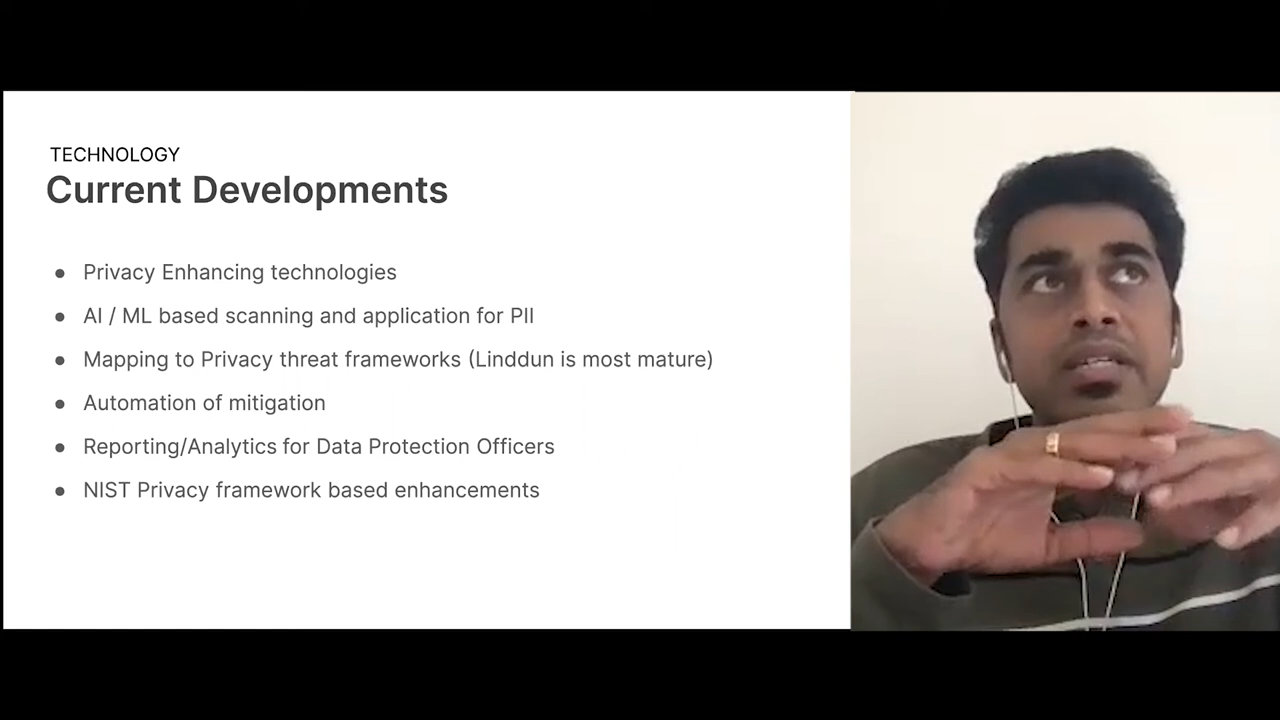 TECHNOLOGY
Current Developments
● Privacy Enhancing technologies
● AI / ML based scanning and application for PII
● Mapping to Privacy threat frameworks (Linddun is most mature)
● Automation of mitigation
● Reporting/Analytics for Data Protection Officers
● NIST Privacy framework based enhancements